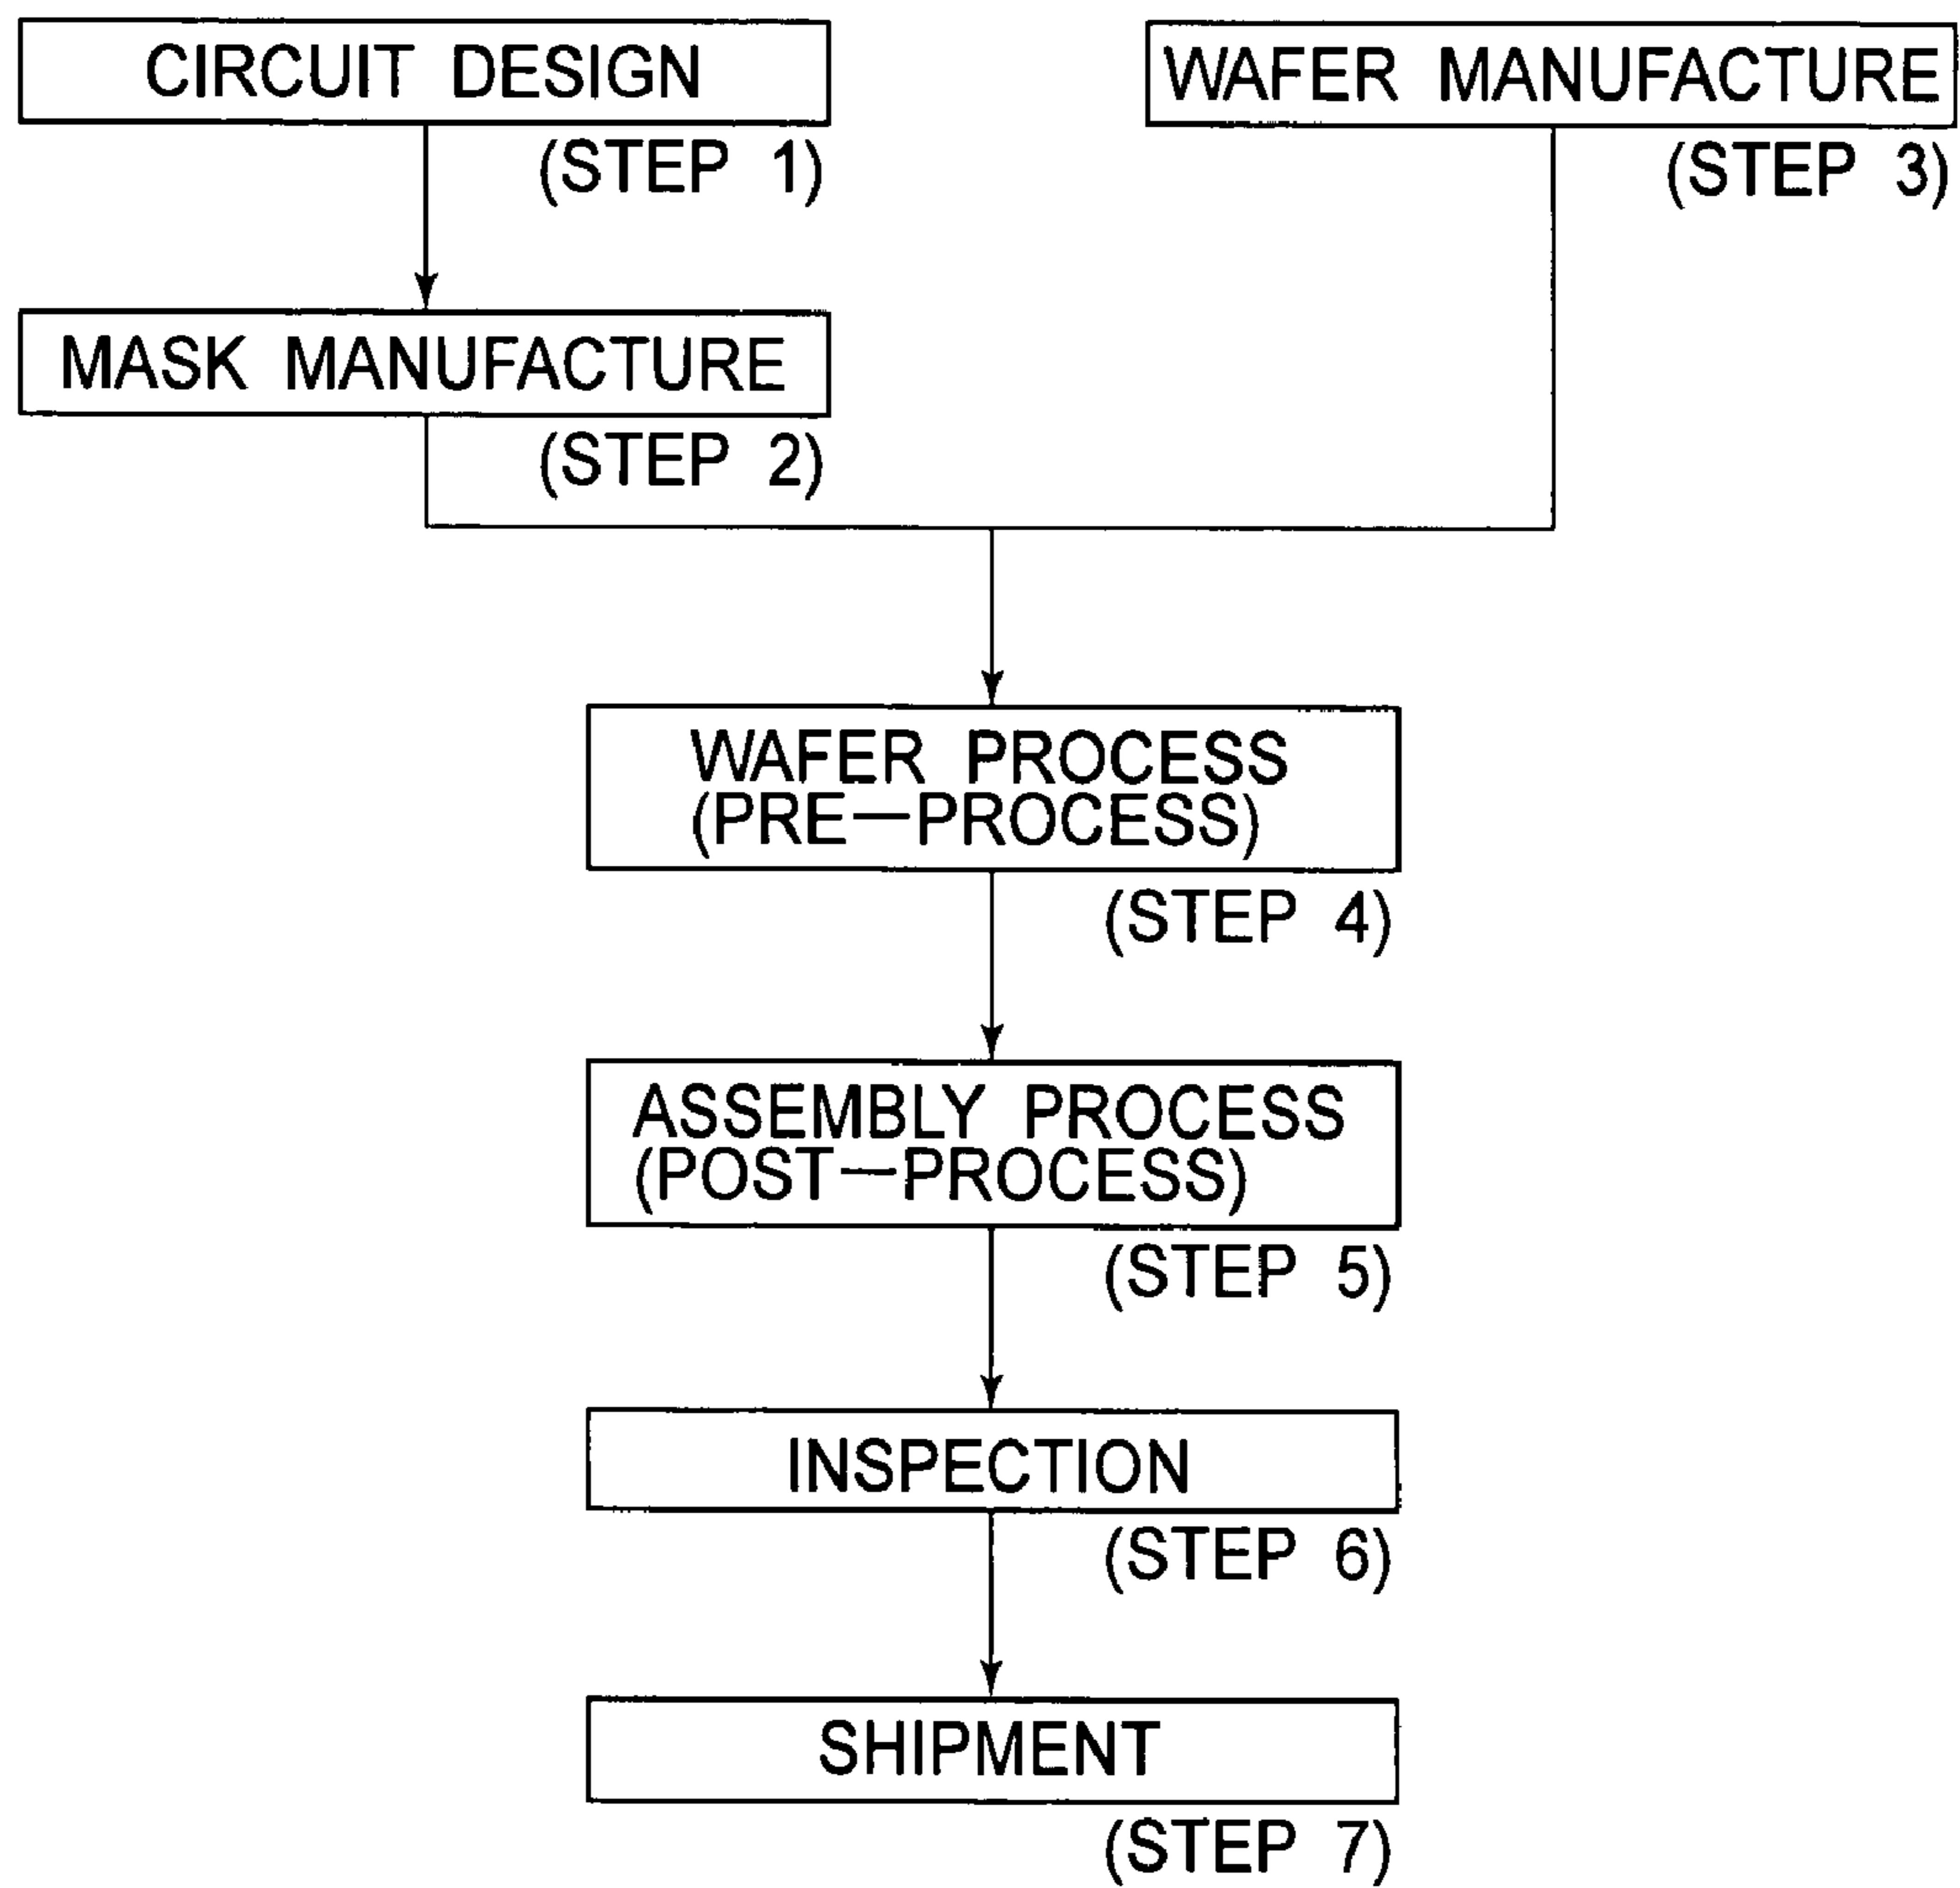 CIRCUIT DESIGN
(STEP 1)
WAFER MANUFACTURE
(STEP 3)
MASK MANUFACTURE
(STEP 2)
WAFER PROCESS
(PRE—PROCESS)
(STEP 4)
ASSEMBLY PROCESS
(POST—PROCESS)
(STEP 5)
INSPECTION
(STEP 6)
SHIPMENT
(STEP 7)